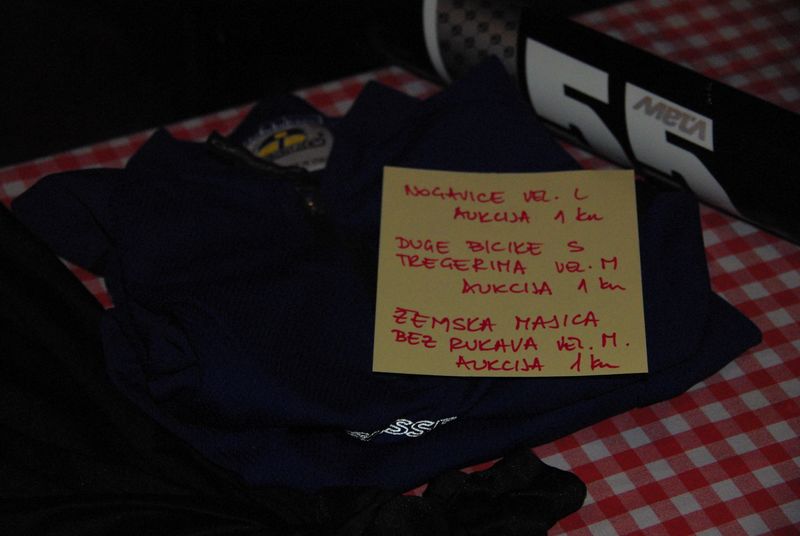 NOGAVICE VEL. L
AUKCIJA 1 kn
DUGE BICIKE S
TREGERIMA VEL. M
AUKCIJA 1 kn
ŽEMSKA MAJICA
BEZ RUKAVA VEL. M.
AUKCIJA 1 kn
55
Meta